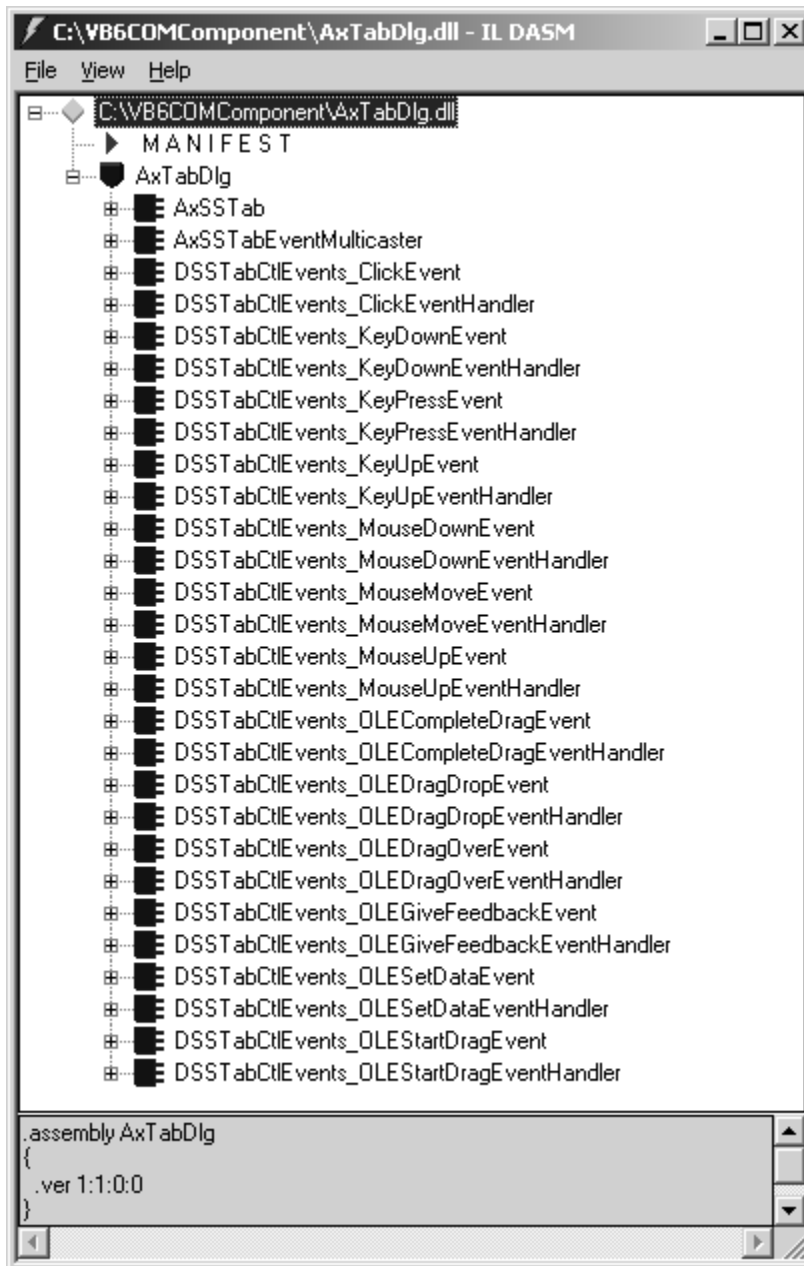 C:\VB6COMComponent\AxTabDlg.dll - IL DASM
File View Help
C:\VB6COMComponent\AxTabDlg.dll
M A N I F E S T
AxTabDlg
AxSSTab
AxSSTabEventMulticaster
DSSTabCtlEvents_ClickEvent
DSSTabCtlEvents_ClickEventHandler
DSSTabCtlEvents_KeyDownEvent
DSSTabCtlEvents_KeyDownEventHandler
DSSTabCtlEvents_KeyPressEvent
DSSTabCtlEvents_KeyPressEventHandler
DSSTabCtlEvents_KeyUpEvent
DSSTabCtlEvents_KeyUpEventHandler
DSSTabCtlEvents_MouseDownEvent
DSSTabCtlEvents_MouseDownEventHandler
DSSTabCtlEvents_MouseMoveEvent
DSSTabCtlEvents_MouseMoveEventHandler
DSSTabCtlEvents_MouseUpEvent
DSSTabCtlEvents_MouseUpEventHandler
DSSTabCtlEvents_OLECompleteDragEvent
DSSTabCtlEvents_OLECompleteDragEventHandler
DSSTabCtlEvents_OLEDragDropEvent
DSSTabCtlEvents_OLEDragDropEventHandler
DSSTabCtlEvents_OLEDragOverEvent
DSSTabCtlEvents_OLEDragOverEventHandler
DSSTabCtlEvents_OLEGiveFeedbackEvent
DSSTabCtlEvents_OLEGiveFeedbackEventHandler
DSSTabCtlEvents_OLESetDataEvent
DSSTabCtlEvents_OLESetDataEventHandler
DSSTabCtlEvents_OLEStartDragEvent
DSSTabCtlEvents_OLEStartDragEventHandler
.assembly AxTabDlg
{
.ver 1:1:0:0
}